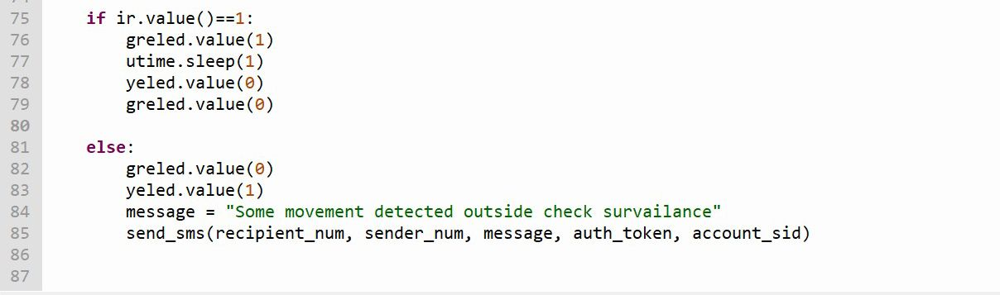 75 if ir.value()==1:
76 greled.value(1)
77 utime.sleep(1)
78 yeled.value(0)
79 greled.value(0)
80
81 else:
82 greled.value(0)
83 yeled.value(1)
84 message = "Some movement detected outside check survailance"
85 send_sms(recipient_num, sender_num, message, auth_token, account_sid)
86
87